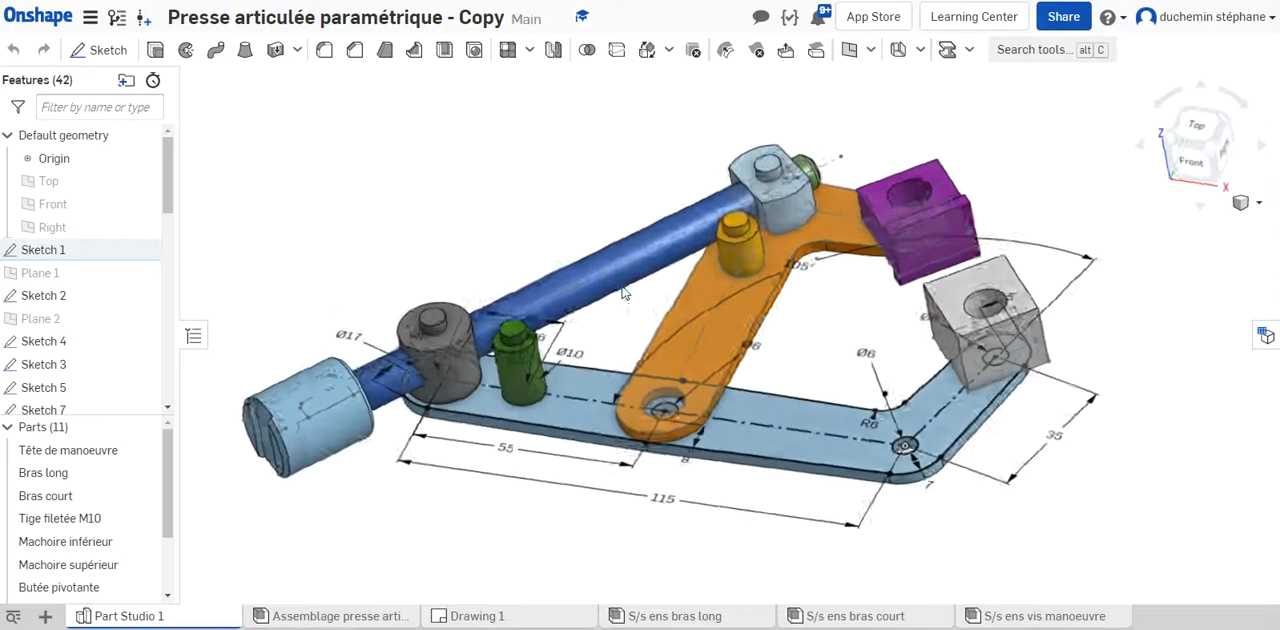 Onshape
Presse articulée paramétrique - Copy Main
9+
App Store
Learning Center
Share
duchemin stéphane
Sketch
Search tools... alt C
Features (42)
Filter by name or type
Default geometry
Origin
Top
Front
Right
Sketch 1
Plane 1
Sketch 2
Plane 2
Sketch 4
Sketch 3
Sketch 5
Sketch 7
Parts (11)
Tête de manoeuvre
Bras long
Bras court
Tige filetée M10
Machoire inférieur
Machoire supérieur
Butée pivotante
Top
Front
Z
X
105°
Ø17
Ø10
Ø6
R6
55
35
7
115
Part Studio 1
Assemblage presse arti...
Drawing 1
S/s ens bras long
S/s ens bras court
S/s ens vis manoeuvre